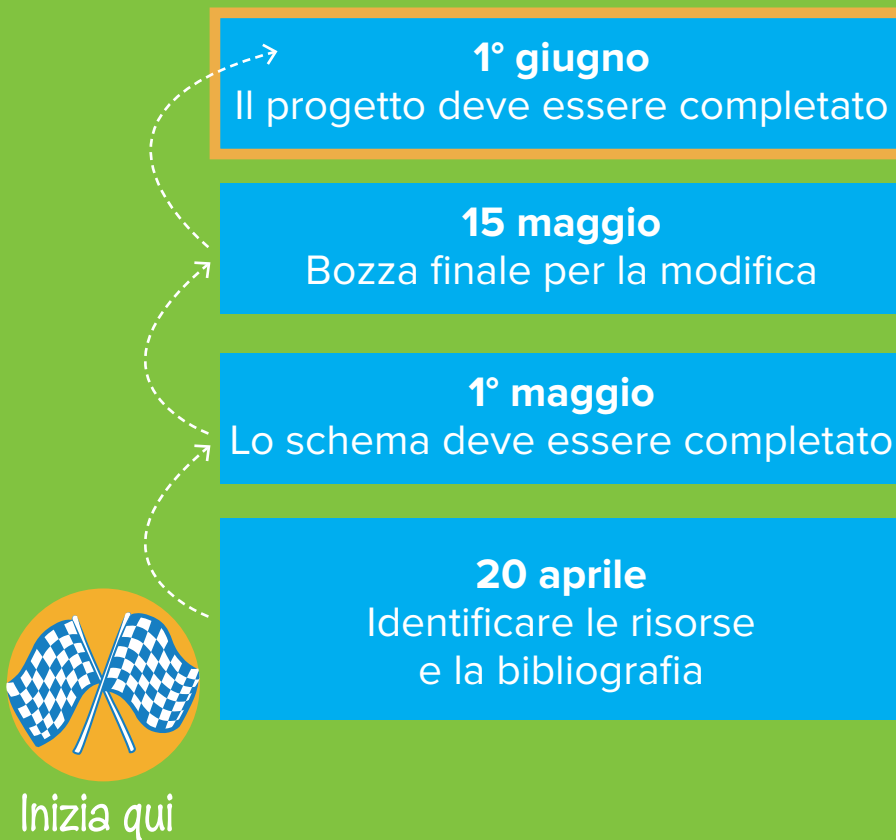 1° giugno
Il progetto deve essere completato
15 maggio
Bozza finale per la modifica
1° maggio
Lo schema deve essere completato
20 aprile
Identificare le risorse
e la bibliografia
Inizia qui